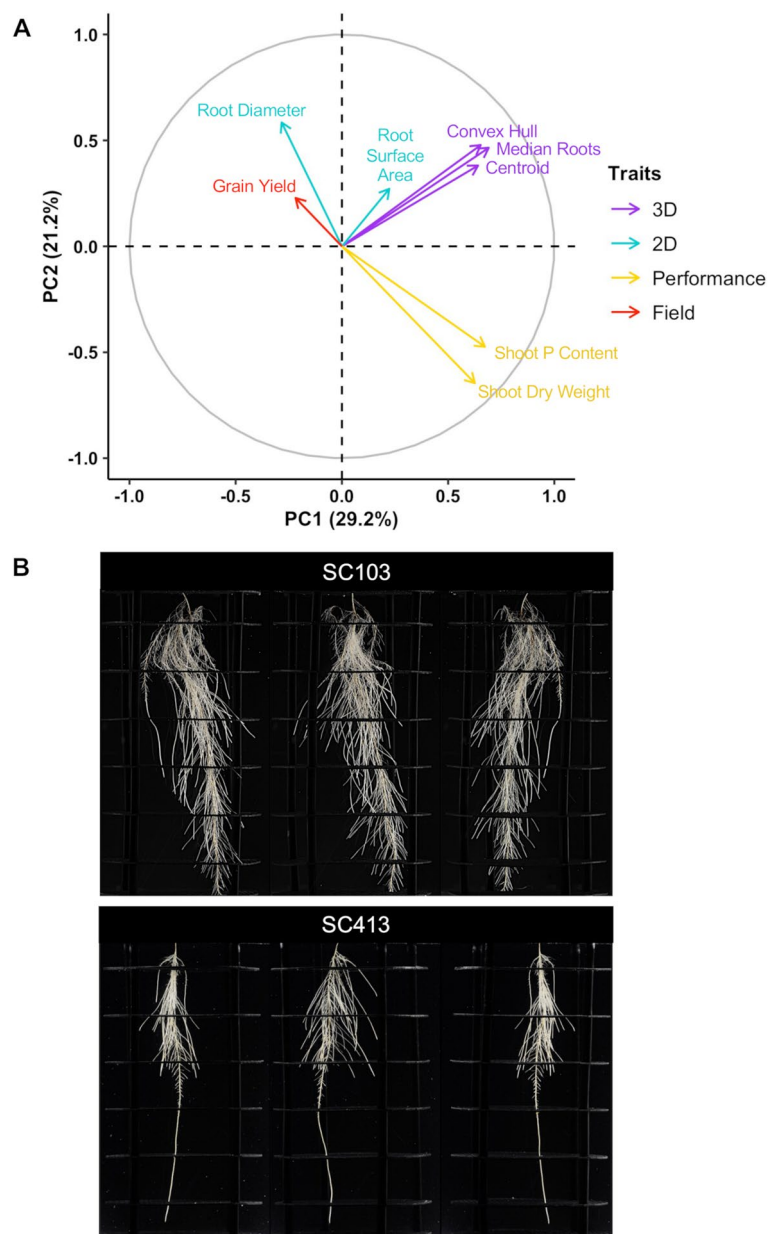 A
1.0
0.5
0.0
-0.5
-1.0
PC2 (21.2%)
Root Diameter
Grain Yield
Root
Surface
Area
Convex Hull
Median Roots
Centroid
Shoot P Content
Shoot Dry Weight
-1.0
-0.5
0.0
0.5
1.0
PC1 (29.2%)
Traits
3D
2D
Performance
Field
B
SC103
SC413